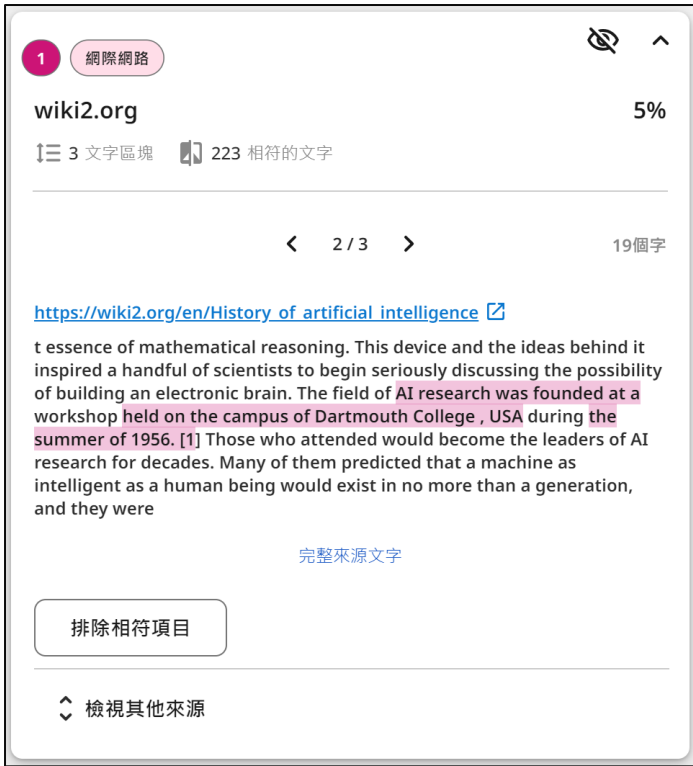 1 網際網路
wiki2.org 5%
3 文字區塊 223 相符的文字
2 / 3 19個字
https://wiki2.org/en/History_of_artificial_intelligence
t essence of mathematical reasoning. This device and the ideas behind it
inspired a handful of scientists to begin seriously discussing the possibility
of building an electronic brain. The field of AI research was founded at a
workshop held on the campus of Dartmouth College , USA during the
summer of 1956. [1] Those who attended would become the leaders of AI
research for decades. Many of them predicted that a machine as
intelligent as a human being would exist in no more than a generation,
and they were
完整來源文字
排除相符項目
檢視其他來源